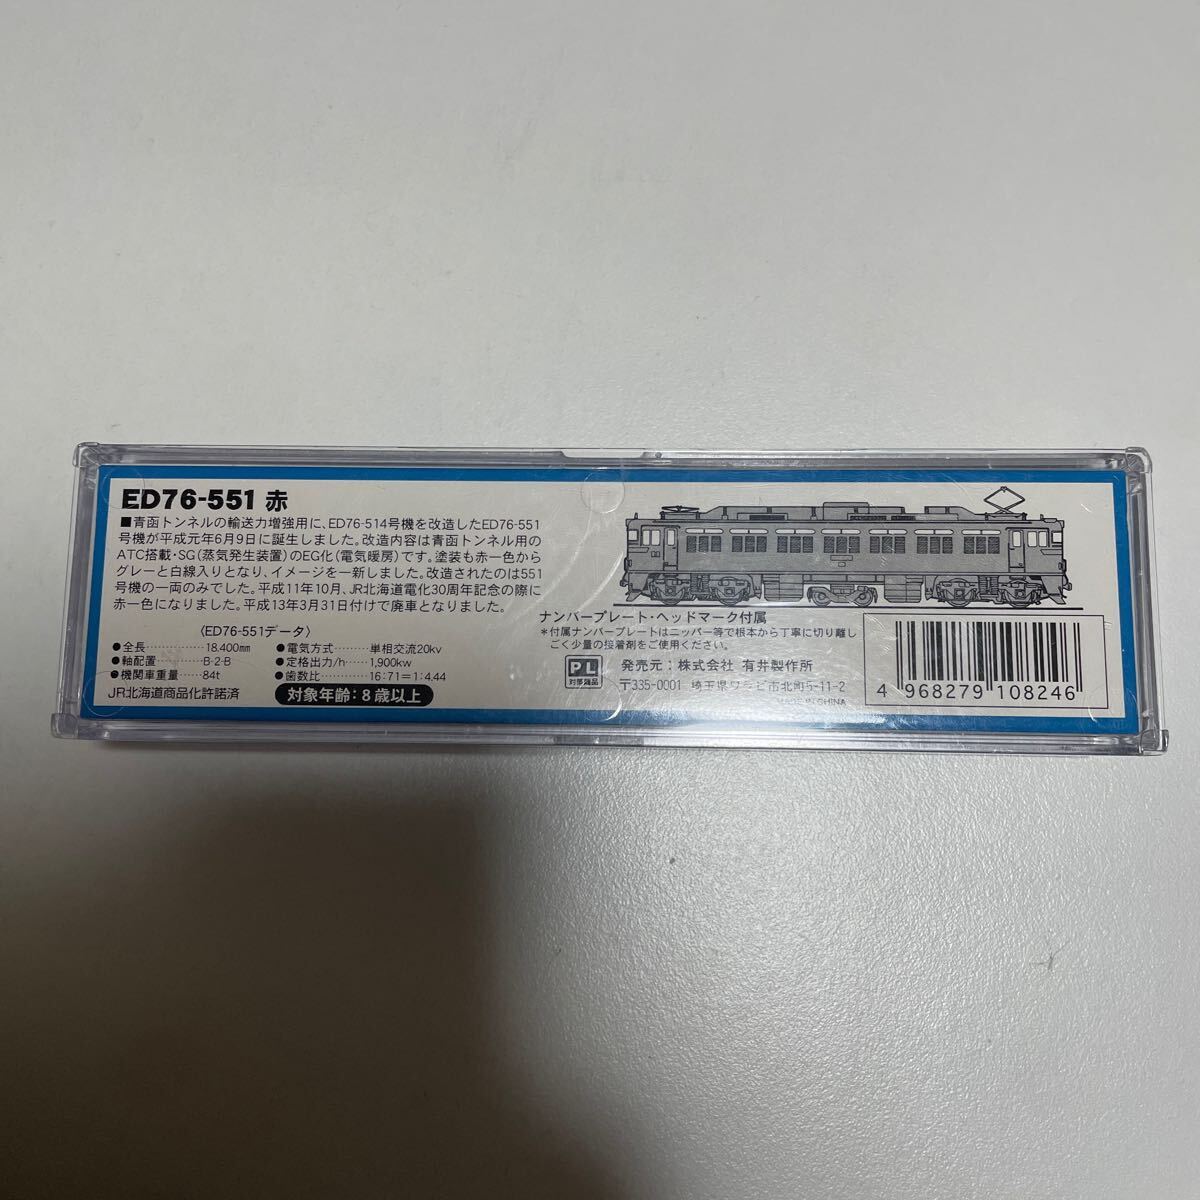 ED76-551 赤
■青函トンネルの輸送力増強用に、ED76-514号機を改造したED76-551
号機が平成元年6月9日に誕生しました。改造内容は青函トンネル用の
ATC搭載・SG(蒸気発生装置)のEG化(電気暖房)です。塗装も赤一色から
グレーと白線入りとなり、イメージを一新しました。改造されたのは551
号機の一両のみでした。平成11年10月、JR北海道電化30周年記念の際に
赤一色になりました。平成13年3月31日付けで廃車となりました。
〈ED76-551データ〉
●全長 18,400mm ●電気方式 単相交流20kv
●軸配置 B-2-B ●定格出力/h 1,900kw
●機関車重量 84t ●歯数比 16:71=1:4.44
JR北海道商品化許諾済 対象年齢:8歳以上
ナンバープレート・ヘッドマーク付属
*付属ナンバープレートはニッパー等で根本から丁寧に切り離し
ごく少量の接着剤をご使用ください。
PL
対象商品
発売元:株式会社 有井製作所
〒335-0001 埼玉県ワラビ市北町5-11-2
MADE IN CHINA
4 968279 108246